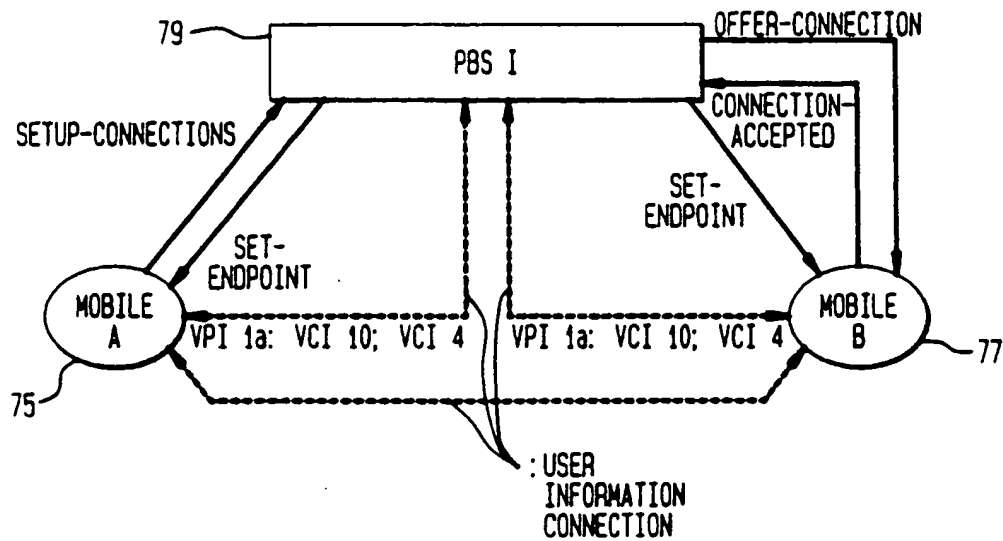 79
PBS I
OFFER-CONNECTION
CONNECTION-
ACCEPTED
SETUP-CONNECTIONS
SET-
ENDPOINT
SET-
ENDPOINT
MOBILE
A
VPI 1a: VCI 10; VCI 4
VPI 1a: VCI 10; VCI 4
MOBILE
B
75
77
: USER
INFORMATION
CONNECTION